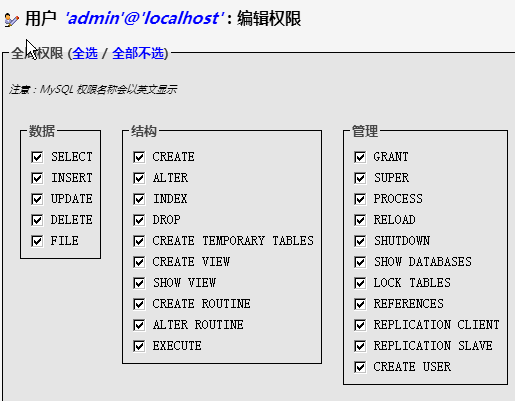 用户 'admin'@'localhost' : 编辑权限
全局权限 (全选 / 全部不选)
注意：MySQL 权限名称会以英文显示
数据
SELECT
INSERT
UPDATE
DELETE
FILE
结构
CREATE
ALTER
INDEX
DROP
CREATE TEMPORARY TABLES
CREATE VIEW
SHOW VIEW
CREATE ROUTINE
ALTER ROUTINE
EXECUTE
管理
GRANT
SUPER
PROCESS
RELOAD
SHUTDOWN
SHOW DATABASES
LOCK TABLES
REFERENCES
REPLICATION CLIENT
REPLICATION SLAVE
CREATE USER